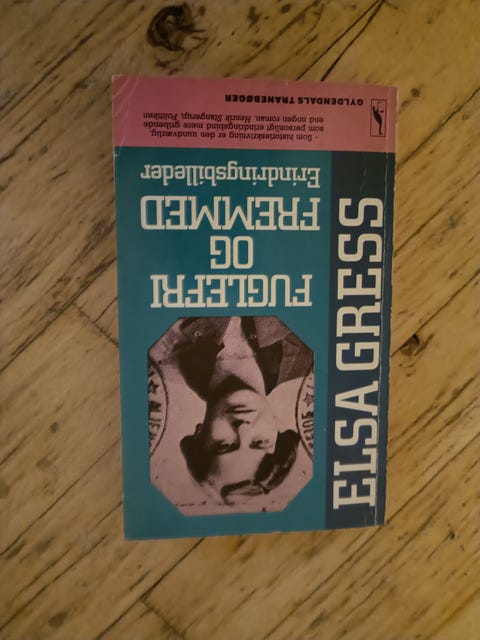 ELSA GRESS
FUGLEFRI
OG
FREMMED
Erindringsbilleder
- Som historieskrivning er den uundværlig,
som personligt erindringsbind mere gribende
end nogen roman. Henrik Stangerup, Politiken
GYLDENDALS TRANEBØGER